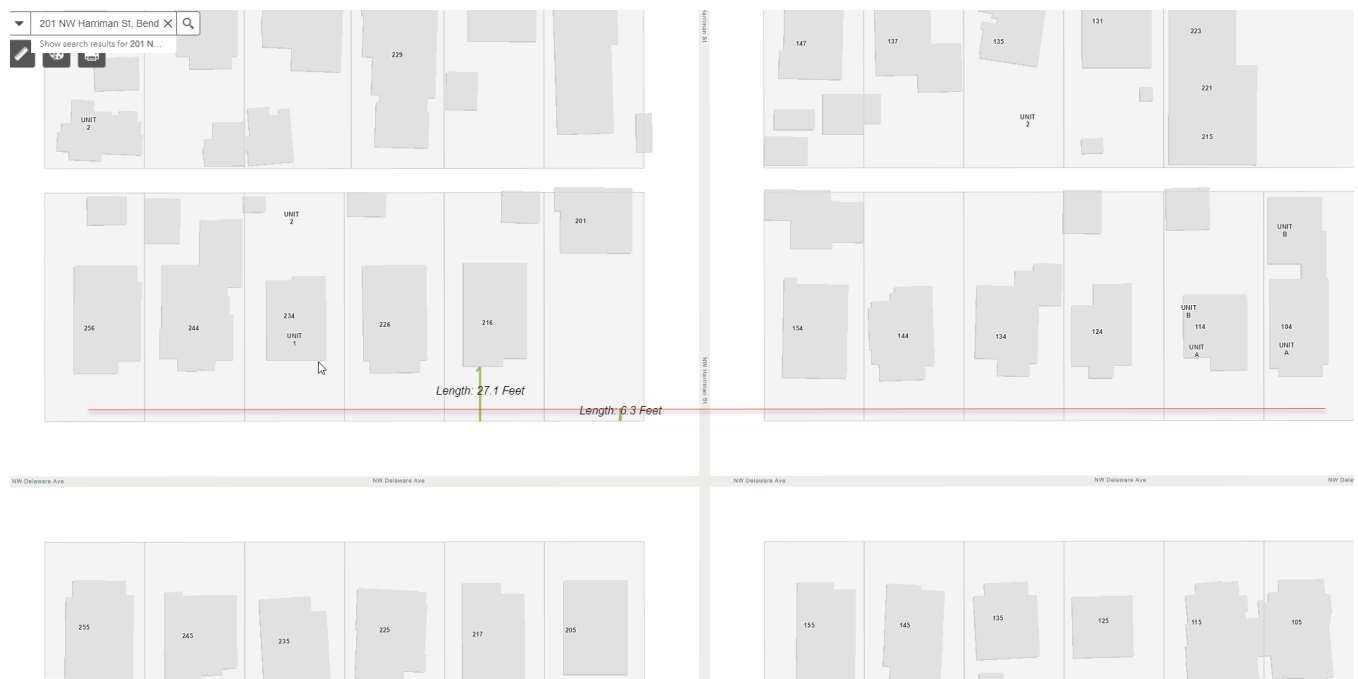 201 NW Harriman St, Bend
Show search results for 201 N...
131
147
137
135
223
229
221
UNIT
2
UNIT
2
215
UNIT
2
201
UNIT
B
256
244
234
226
216
UNIT
1
154
144
134
124
UNIT
B
114
UNIT
A
104
UNIT
A
Length: 27.1 Feet
Length: 6.3 Feet
NW Harriman St
NW Delaware Ave
NW Delaware Ave
NW Delaware Ave
NW Delaware Ave
255
245
235
225
217
205
155
145
135
125
115
105